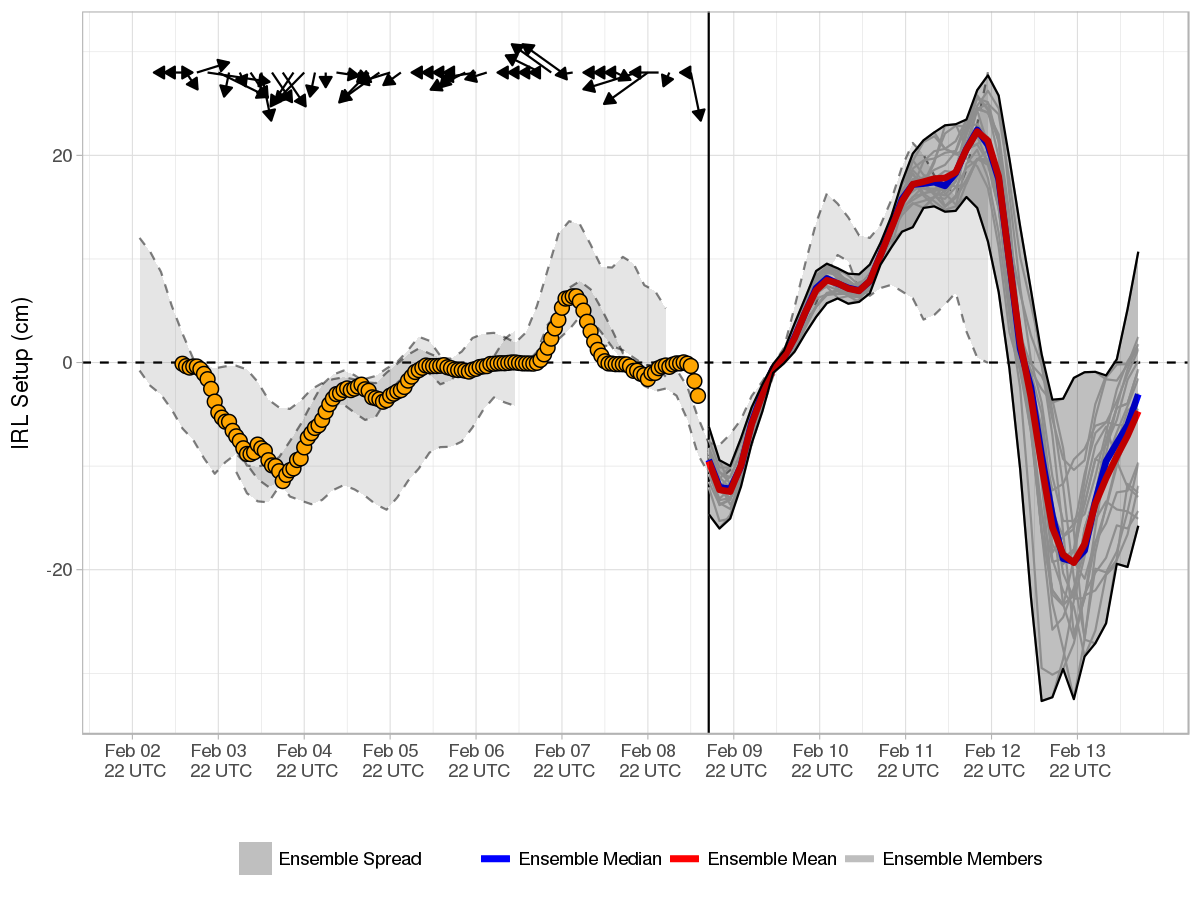 IRL Setup (cm)
20
0
-20
Feb 02 Feb 03 Feb 04 Feb 05 Feb 06 Feb 07 Feb 08 Feb 09 Feb 10 Feb 11 Feb 12 Feb 13
22 UTC 22 UTC 22 UTC 22 UTC 22 UTC 22 UTC 22 UTC 22 UTC 22 UTC 22 UTC 22 UTC 22 UTC
Ensemble Spread Ensemble Median Ensemble Mean Ensemble Members